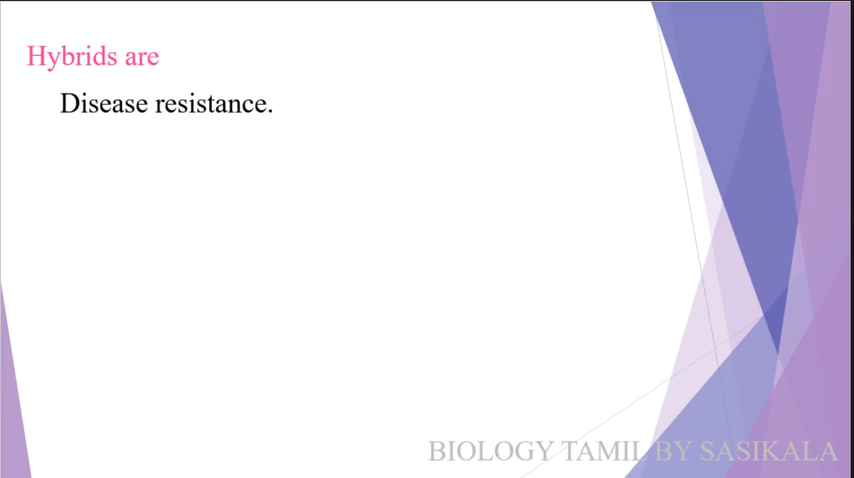 Hybrids are
Disease resistance.
BIOLOGY TAMIL BY SASIKALA